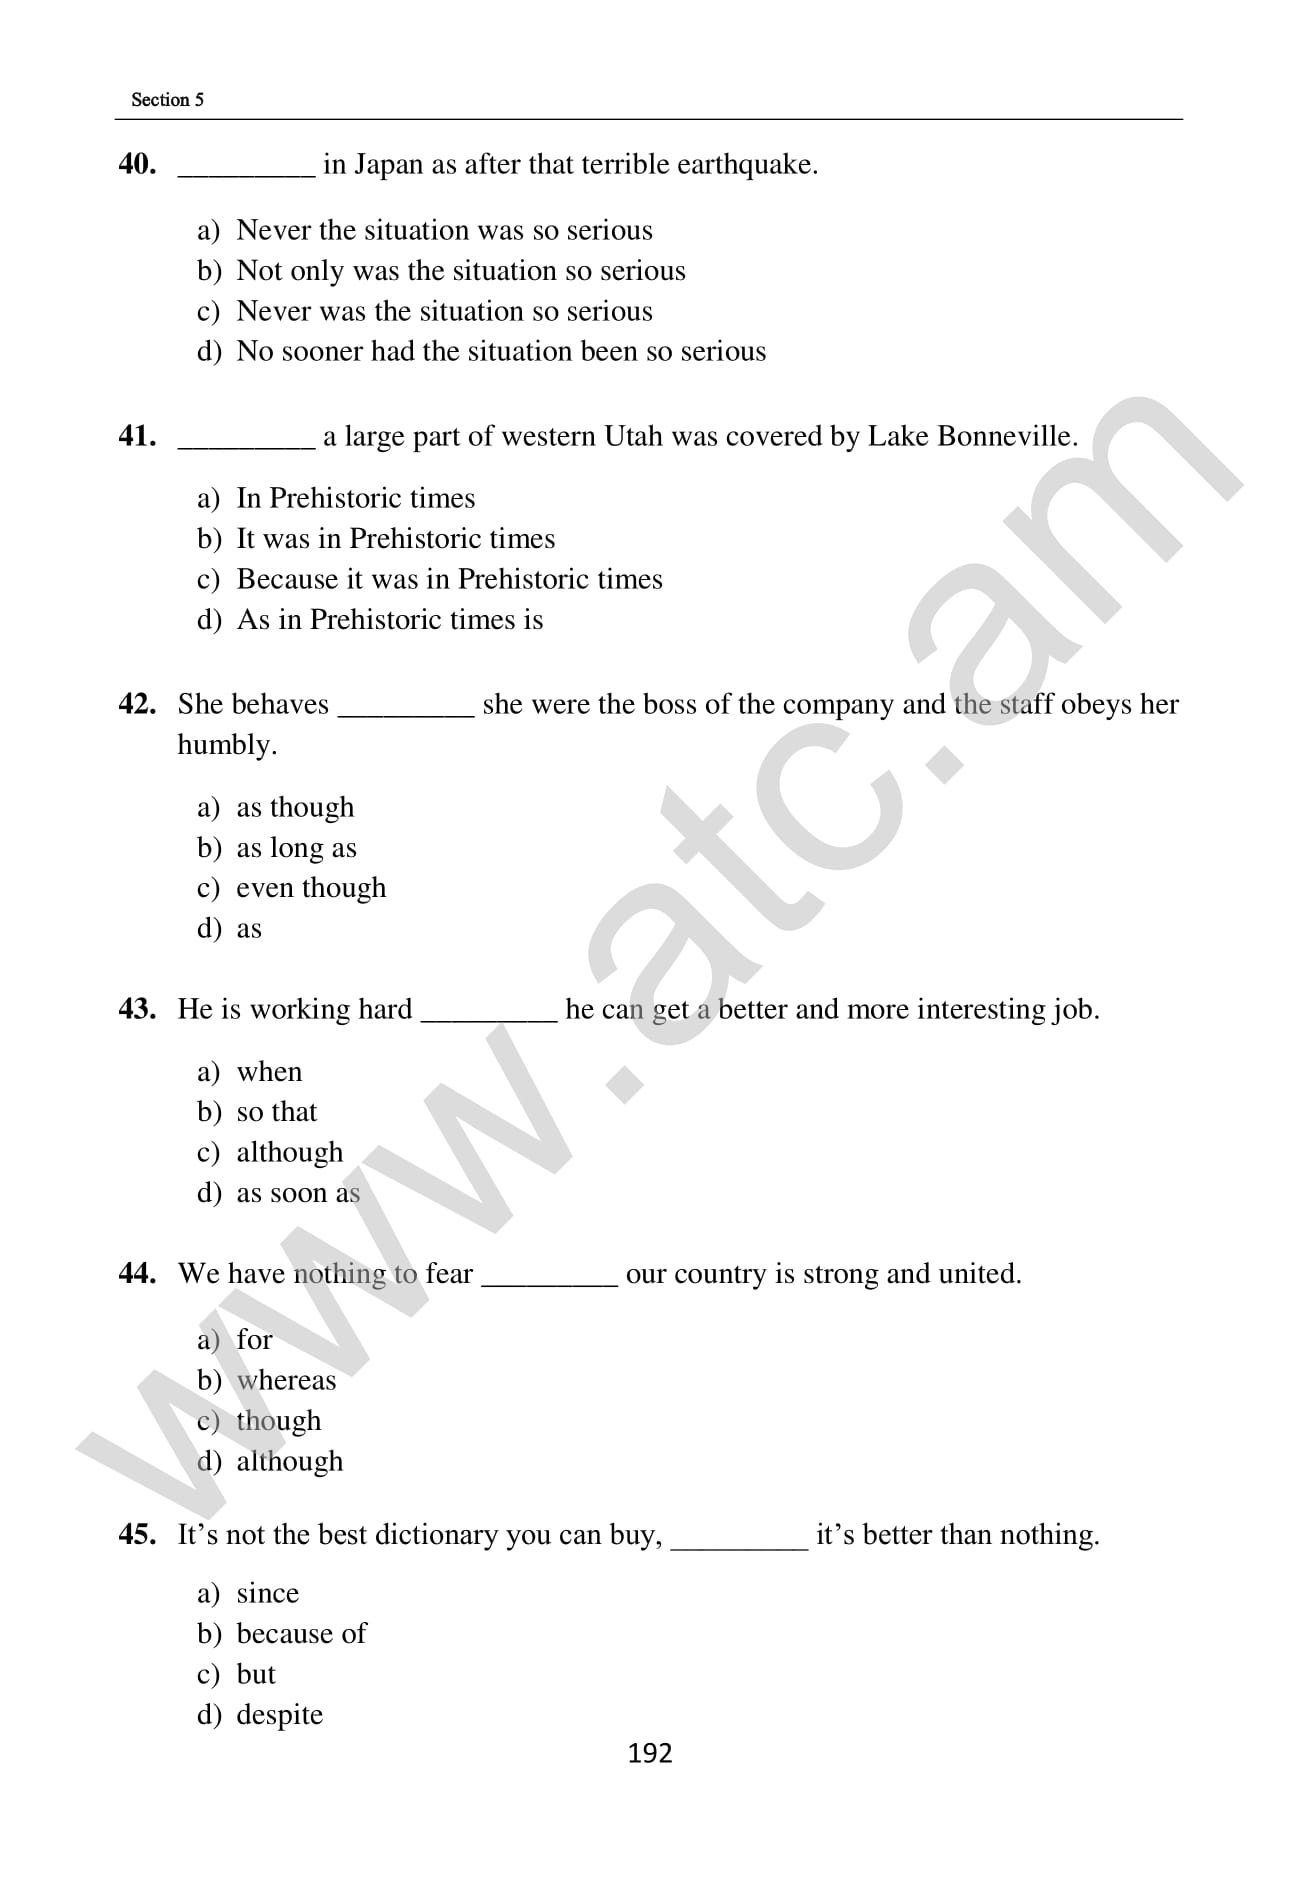 Section 5
40. _________ in Japan as after that terrible earthquake.
a) Never the situation was so serious
b) Not only was the situation so serious
c) Never was the situation so serious
d) No sooner had the situation been so serious
41. _________ a large part of western Utah was covered by Lake Bonneville.
a) In Prehistoric times
b) It was in Prehistoric times
c) Because it was in Prehistoric times
d) As in Prehistoric times is
42. She behaves _________ she were the boss of the company and the staff obeys her
humbly.
a) as though
b) as long as
c) even though
d) as
43. He is working hard _________ he can get a better and more interesting job.
a) when
b) so that
c) although
d) as soon as
44. We have nothing to fear _________ our country is strong and united.
a) for
b) whereas
c) though
d) although
45. It’s not the best dictionary you can buy, _________ it’s better than nothing.
a) since
b) because of
c) but
d) despite
192
www.atc.am